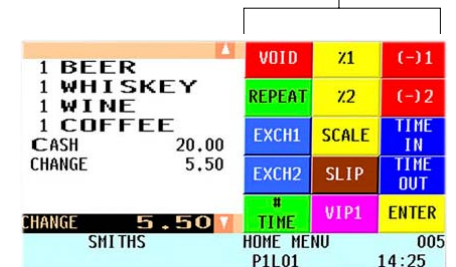 1 BEER
1 WHISKEY
1 WINE
1 COFFEE
CASH 20.00
CHANGE 5.50
CHANGE 5.50
SMITHS
VOID %1 (-)1
REPEAT %2 (-)2
EXCH1 SCALE TIME IN
EXCH2 SLIP TIME OUT
# TIME VIP1 ENTER
HOME MENU 005
P1L01 14:25